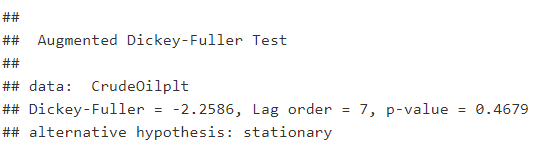 ##
##  Augmented Dickey-Fuller Test
##
## data:  CrudeOilplt
## Dickey-Fuller = -2.2586, Lag order = 7, p-value = 0.4679
## alternative hypothesis: stationary